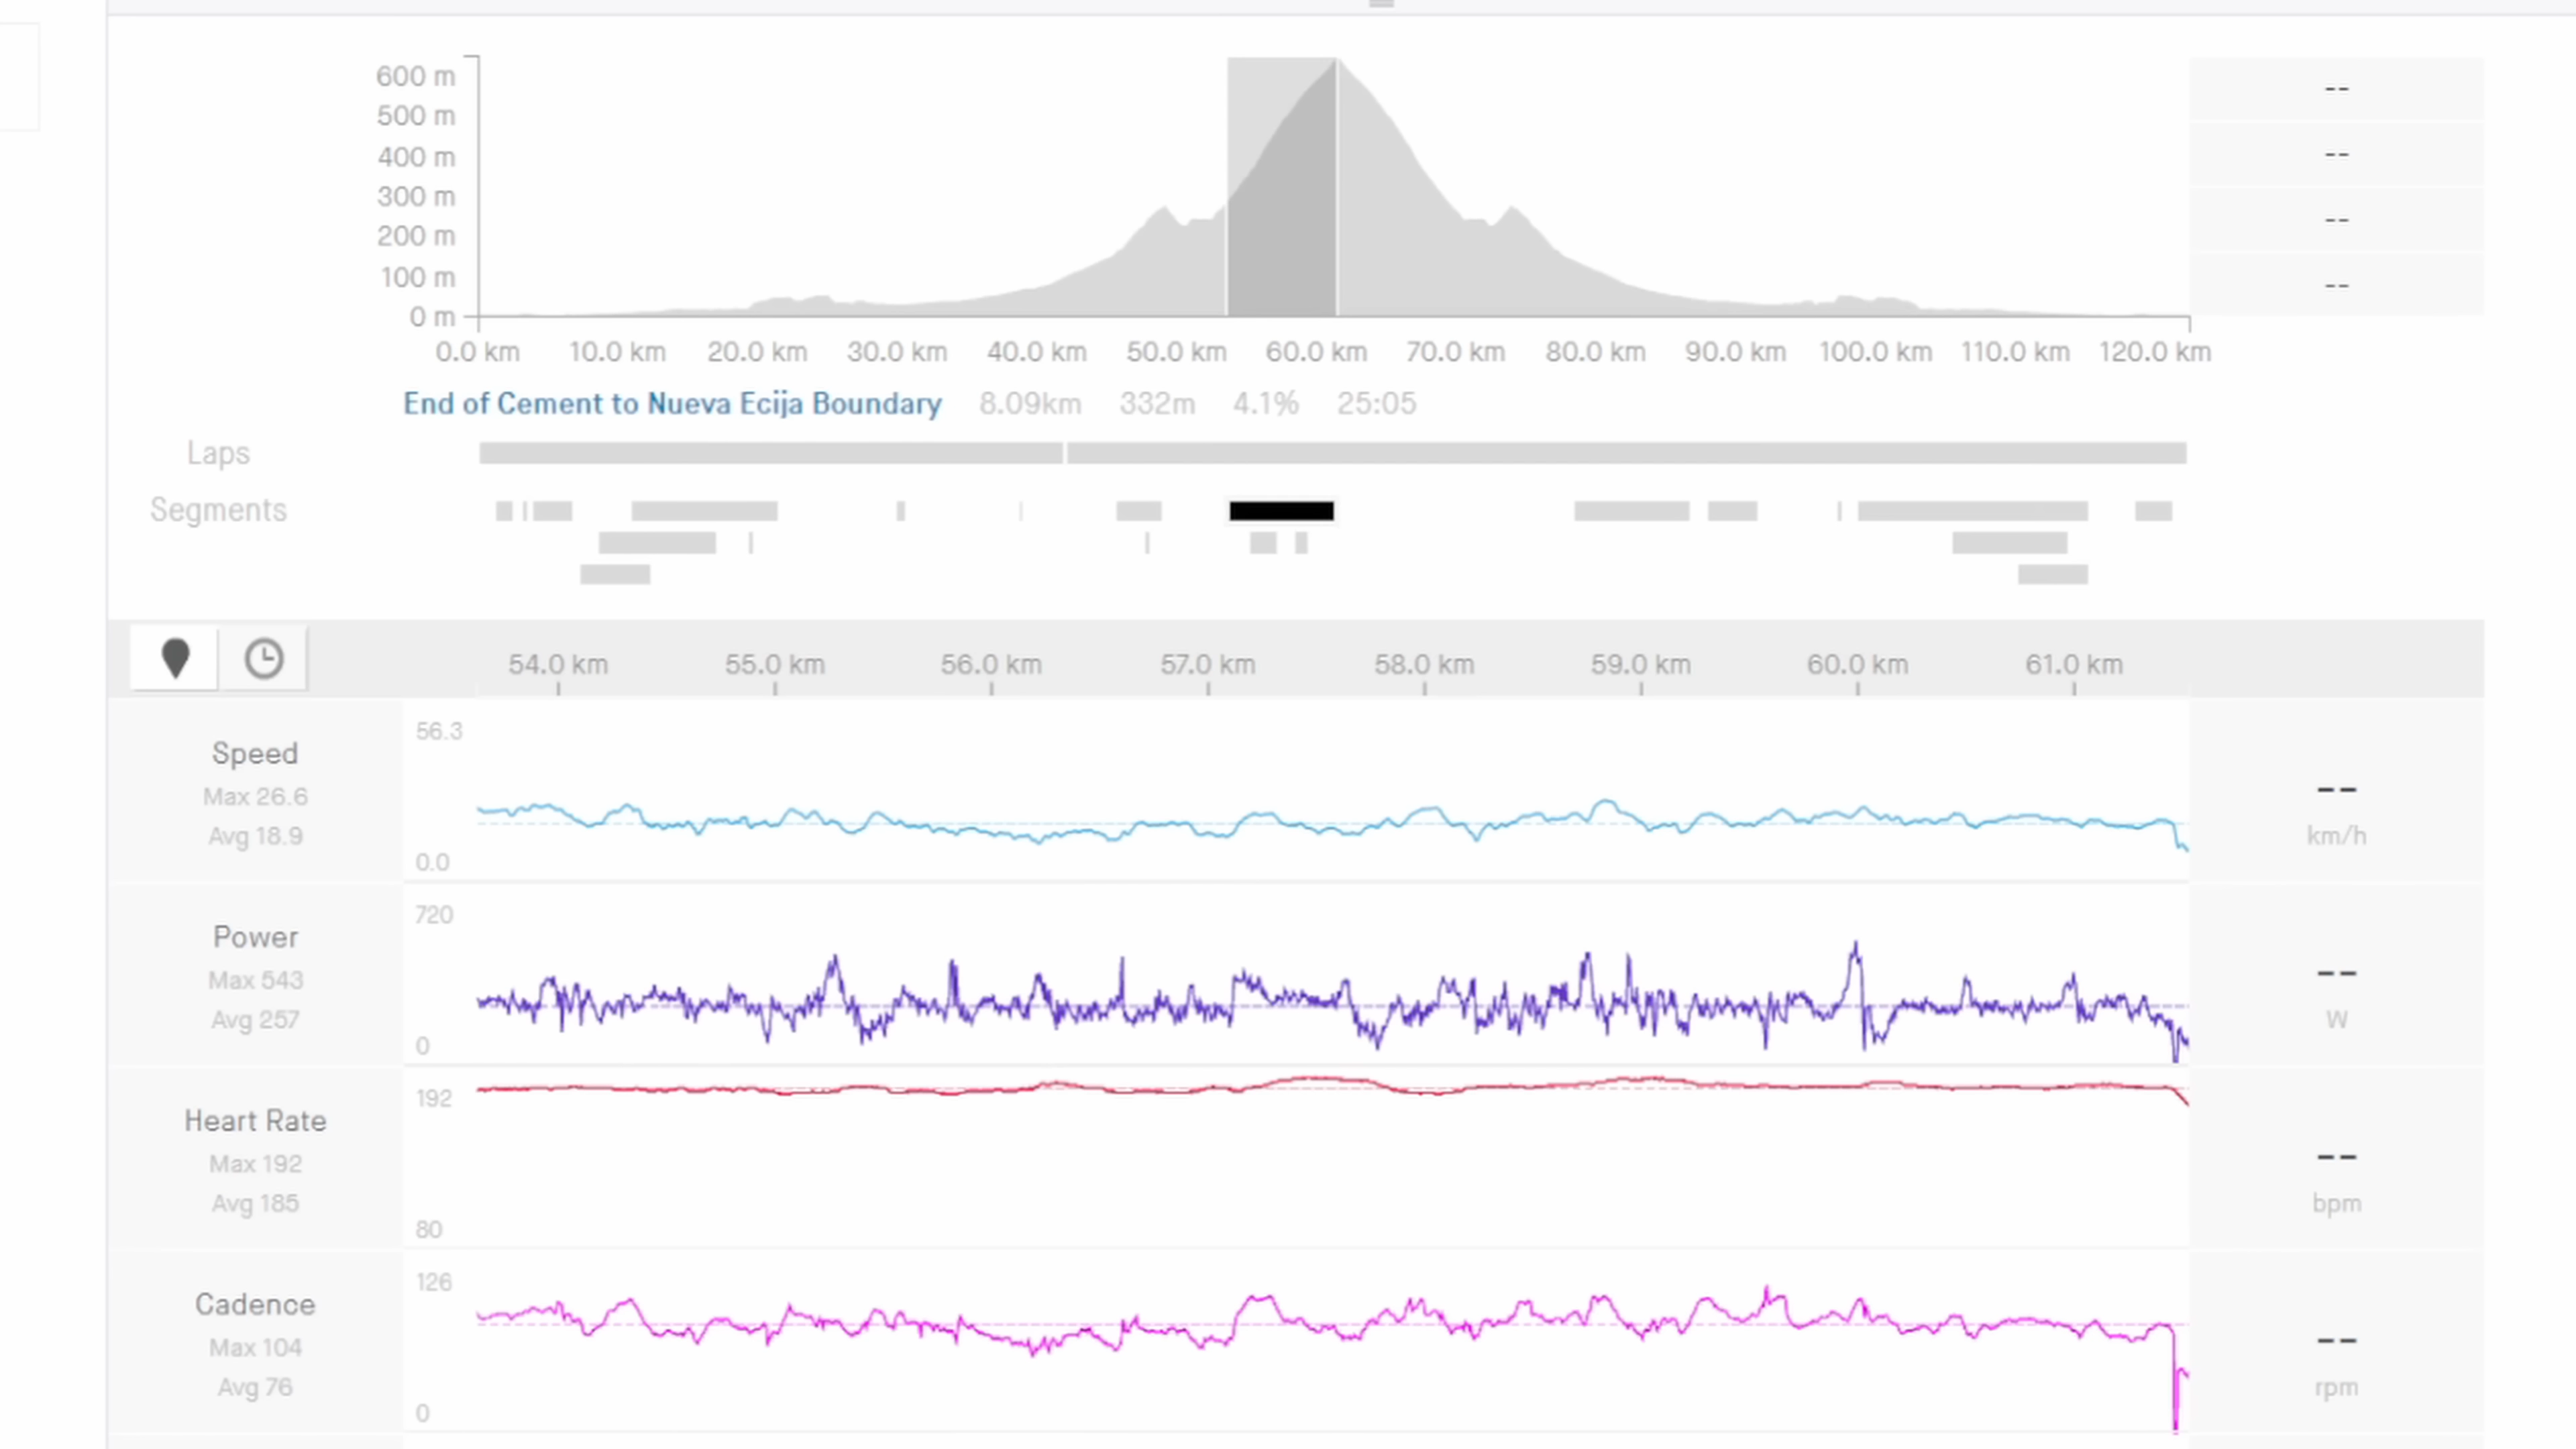 600 m
500 m
400 m
300 m
200 m
100 m
0 m
--
--
--
--
0.0 km 10.0 km 20.0 km 30.0 km 40.0 km 50.0 km 60.0 km 70.0 km 80.0 km 90.0 km 100.0 km 110.0 km 120.0 km
End of Cement to Nueva Ecija Boundary 8.09km 332m 4.1% 25:05
Laps
Segments
54.0 km 55.0 km 56.0 km 57.0 km 58.0 km 59.0 km 60.0 km 61.0 km
Speed
Max 26.6
Avg 18.9
56.3
0.0
--
km/h
Power
Max 543
Avg 257
720
0
--
W
Heart Rate
Max 192
Avg 185
192
80
--
bpm
Cadence
Max 104
Avg 76
126
0
--
rpm